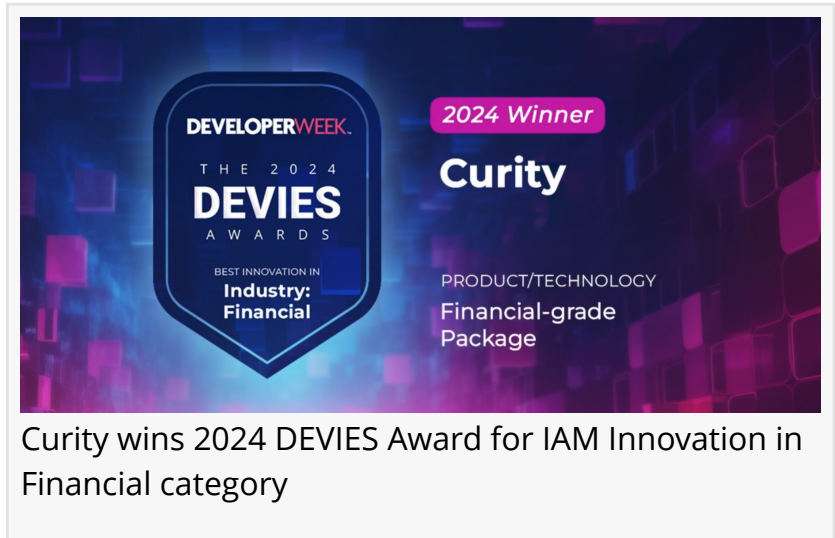 DEVELOPERWEEK™
THE 2024
DEVIES
AWARDS
BEST INNOVATION IN
Industry:
Financial
2024 Winner
Curity
PRODUCT/TECHNOLOGY
Financial-grade
Package
Curity wins 2024 DEVIES Award for IAM Innovation in
Financial category